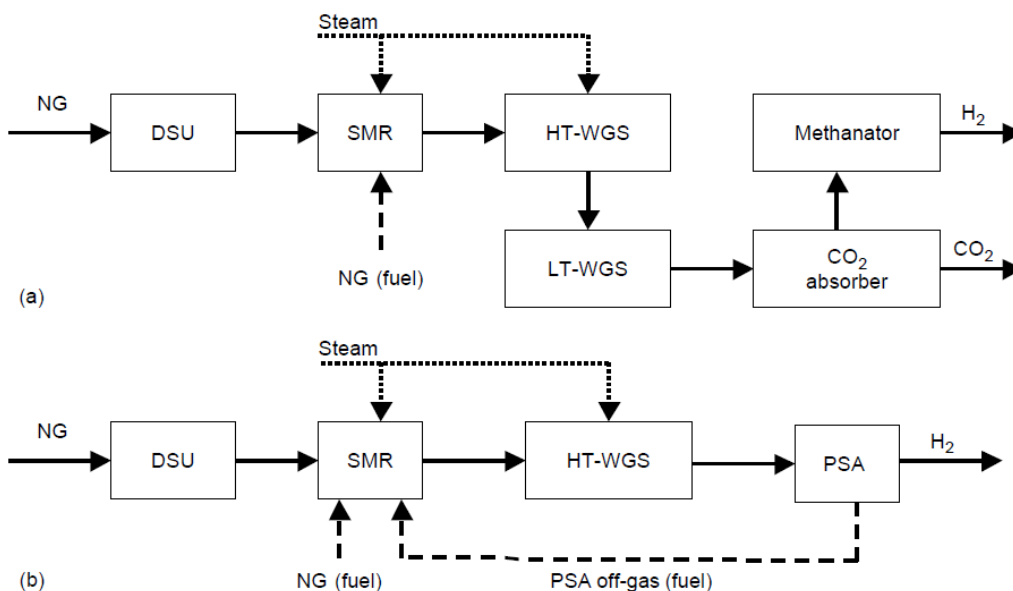 Steam
NG
DSU
SMR
HT-WGS
Methanator
H2
NG (fuel)
LT-WGS
CO2
absorber
CO2
(a)
Steam
NG
DSU
SMR
HT-WGS
PSA
H2
(b)
NG (fuel)
PSA off-gas (fuel)